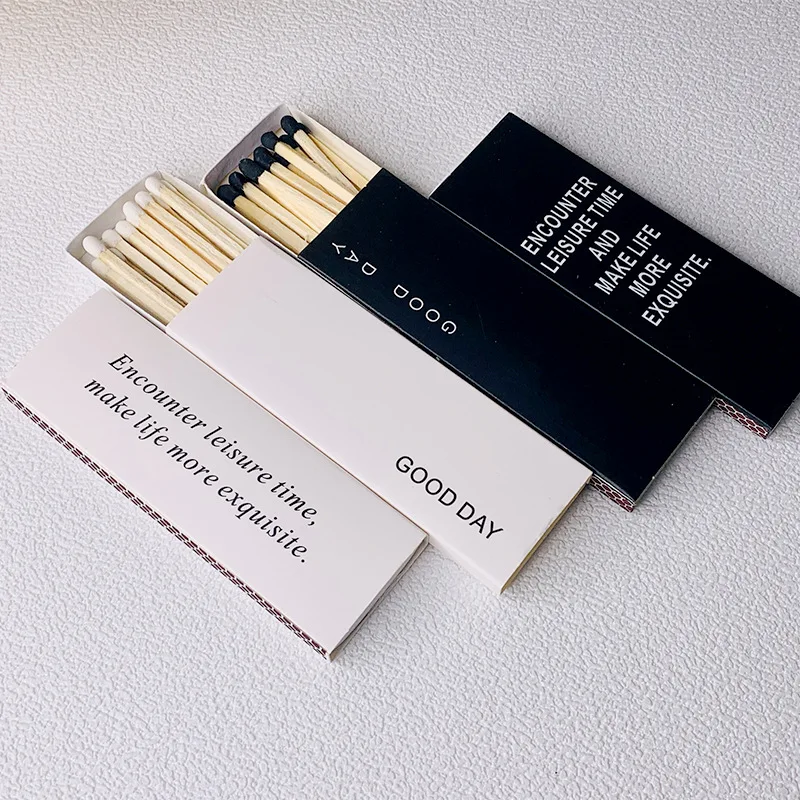 ENCOUNTER
LEISURE TIME
AND
MAKE LIFE
MORE
EXQUISITE.
GOOD DAY
GOOD DAY
Encounter leisure time,
make life more exquisite.